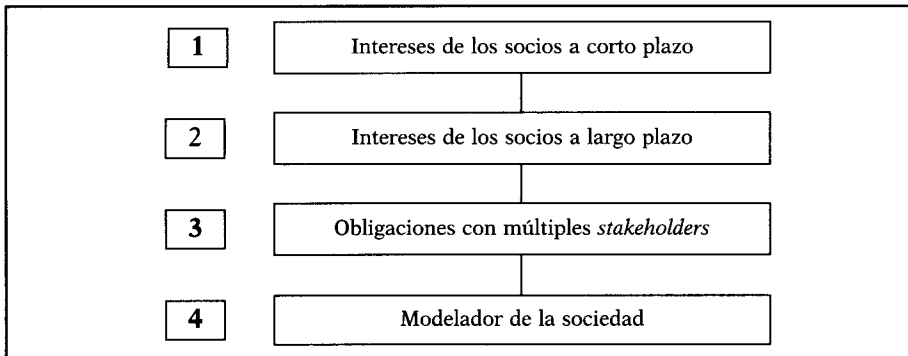 1 Intereses de los socios a corto plazo
2 Intereses de los socios a largo plazo
3 Obligaciones con múltiples stakeholders
4 Modelador de la sociedad